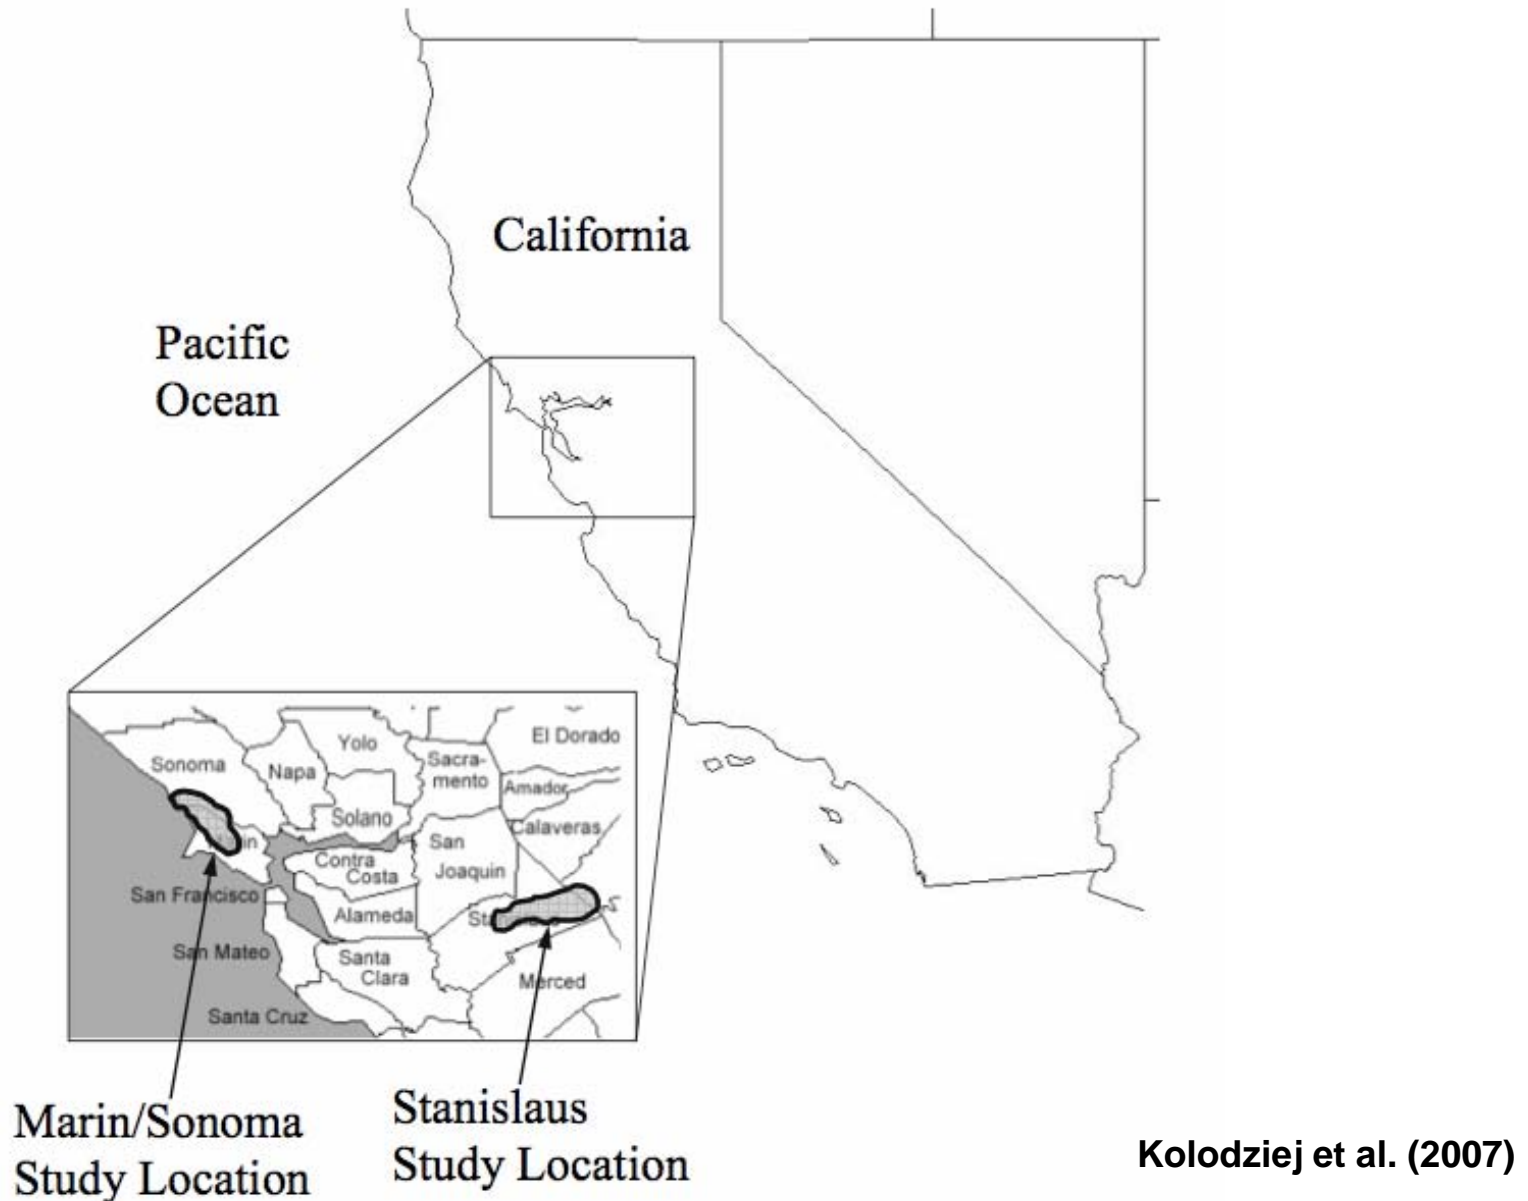 California
Pacific
Ocean
El Dorado
Yolo
Sonoma
Napa
Sacra-
mento
Amador
Solano
Calaveras
in
San
Joaquin
Contra
Costa
San Francisco
Alameda
San Mateo
Santa
Clara
Merced
Santa Cruz
Marin/Sonoma
Study Location
Stanislaus
Study Location
Kolodziej et al. (2007)